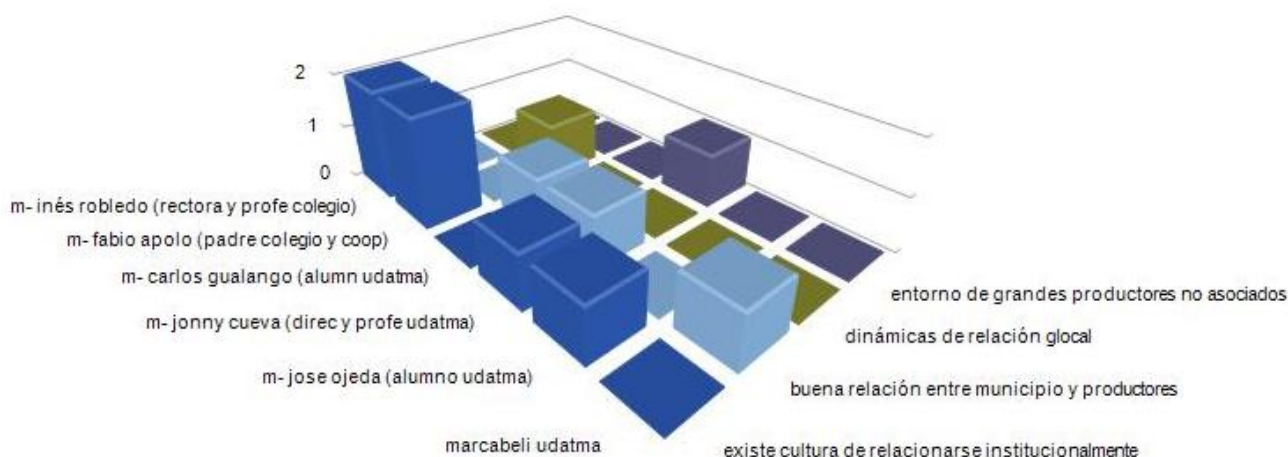 2
1
0
m- inés robledo (rectora y profe colegio)
m- fabio apolo (padre colegio y coop)
m- carlos gualango (alumn udatma)
m- jonny cueva (direc y profe udatma)
m- jose ojeda (alumno udatma)
marcabeli udatma
entorno de grandes productores no asociados
dinámicas de relación glocal
buena relación entre municipio y productores
existe cultura de relacionarse institucionalmente